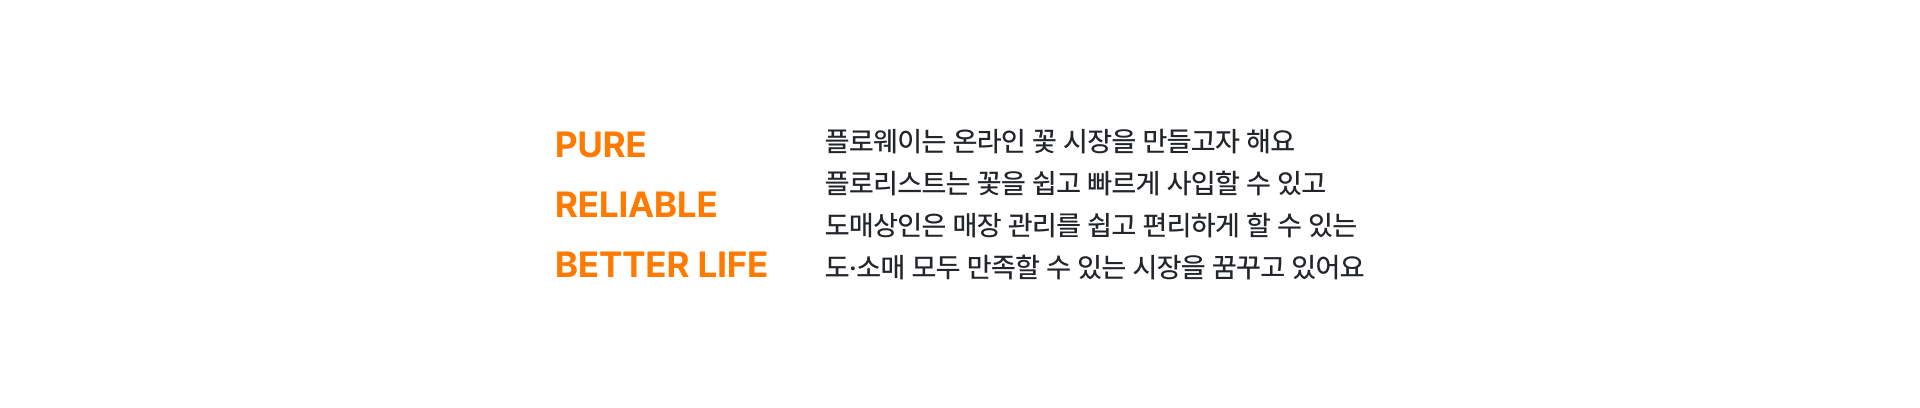 PURE
RELIABLE
BETTER LIFE
플로웨이는 온라인 꽃 시장을 만들고자 해요
플로리스트는 꽃을 쉽고 빠르게 사입할 수 있고
도매상인은 매장 관리를 쉽고 편리하게 할 수 있는
도·소매 모두 만족할 수 있는 시장을 꿈꾸고 있어요